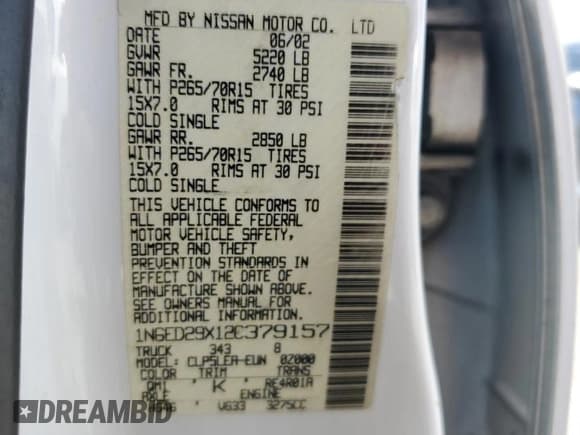 MFD BY NISSAN MOTOR CO. LTD
DATE 06/02
GVWR 5220 LB
GAWR FR. 2740 LB
WITH P265/70R15 TIRES
15X7.0 RIMS AT 30 PSI
COLD SINGLE
GAWR RR. 2850 LB
WITH P265/70R15 TIRES
15X7.0 RIMS AT 30 PSI
COLD SINGLE
THIS VEHICLE CONFORMS TO
ALL APPLICABLE FEDERAL
MOTOR VEHICLE SAFETY,
BUMPER AND THEFT
PREVENTION STANDARDS IN
EFFECT ON THE DATE OF
MANUFACTURE SHOWN ABOVE.
SEE OWNERS MANUAL FOR
ADDITIONAL INFORMATION
1N6ED29X12C379157
TRUCK 343 8
MODEL: CLPSLEA-EUN 02000
COLOR TRIM TRANS
QM1 K RE4R01A
AXLE ENGINE
VG33 3275CC
DREAMBID